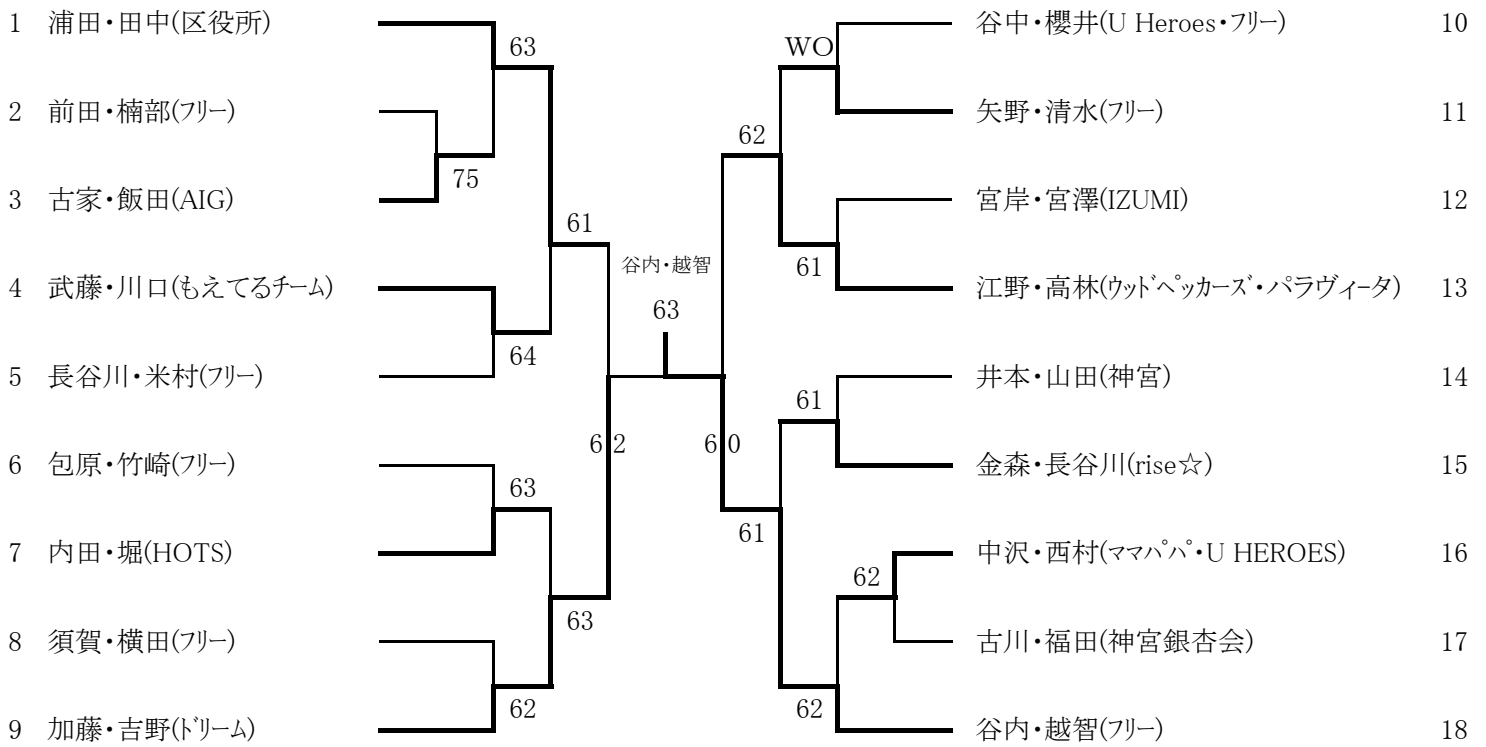 1 浦田・田中(区役所)
63
2 前田・楠部(フリー)
75
3 古家・飯田(AIG)
61
4 武藤・川口(もえてるチーム)
64
5 長谷川・米村(フリー)
62
6 包原・竹崎(フリー)
63
7 内田・堀(HOTS)
63
8 須賀・横田(フリー)
62
9 加藤・吉野(ドリーム)
谷内・越智
63
谷中・櫻井(U Heroes・フリー) 10
WO
矢野・清水(フリー) 11
62
宮岸・宮澤(IZUMI) 12
61
江野・高林(ウッドペッカーズ・パラヴィータ) 13
井本・山田(神宮) 14
61
60
金森・長谷川(rise☆) 15
61
中沢・西村(ママパパ・U HEROES) 16
62
古川・福田(神宮銀杏会) 17
62
谷内・越智(フリー) 18